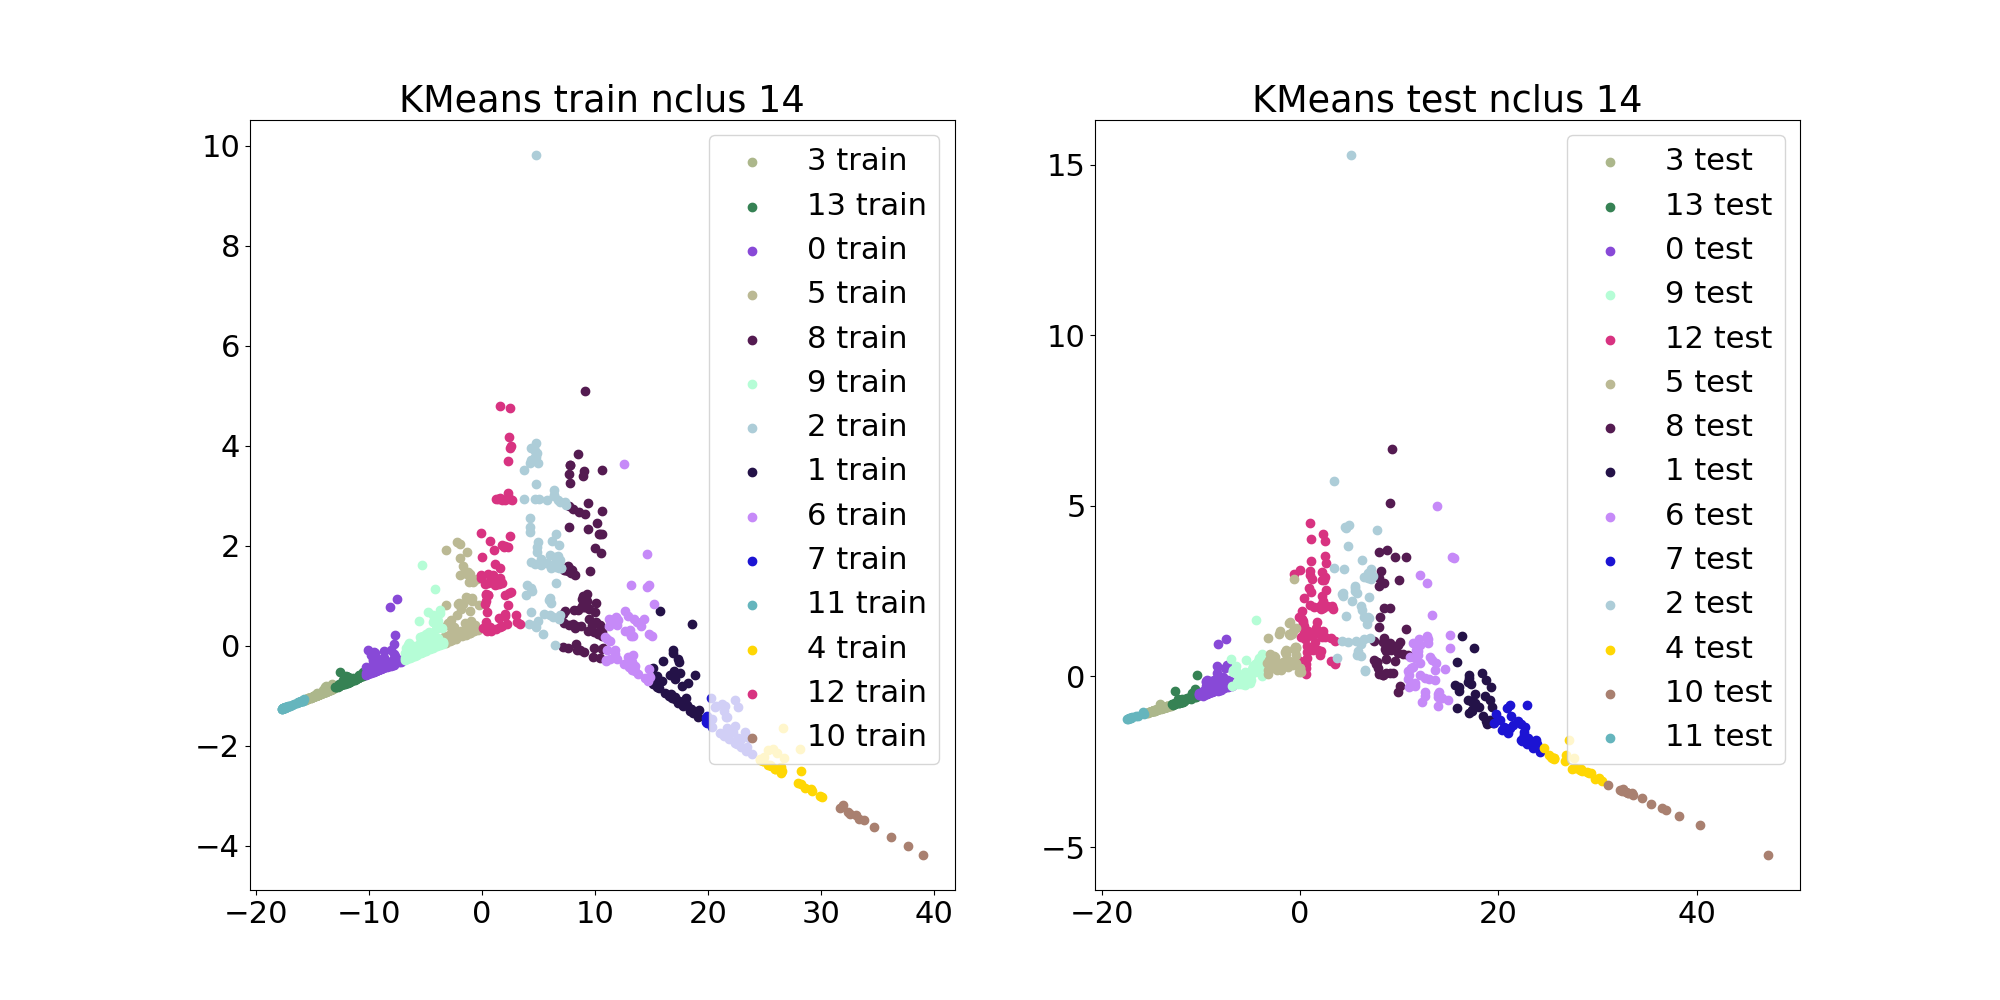 KMeans train nclus 14
10
8
6
4
2
0
−2
−4
−20
−10
0
10
20
30
40
3 train
13 train
0 train
5 train
8 train
9 train
2 train
1 train
6 train
7 train
11 train
4 train
12 train
10 train
KMeans test nclus 14
15
10
5
0
−5
−20
0
20
40
3 test
13 test
0 test
9 test
12 test
5 test
8 test
1 test
6 test
7 test
2 test
4 test
10 test
11 test